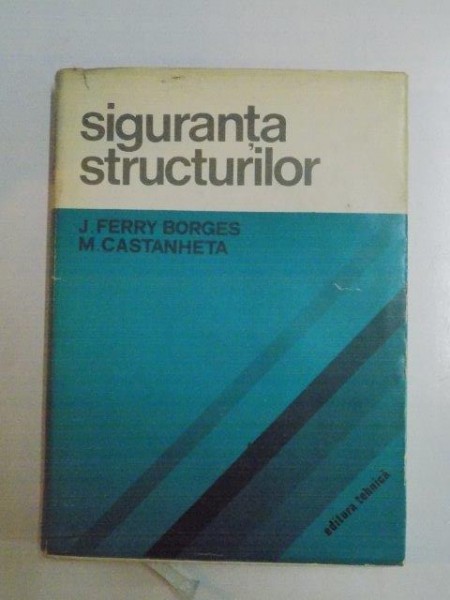 siguranța
structurilor
J. FERRY BORGES
M. CASTANHETA
editura tehnică